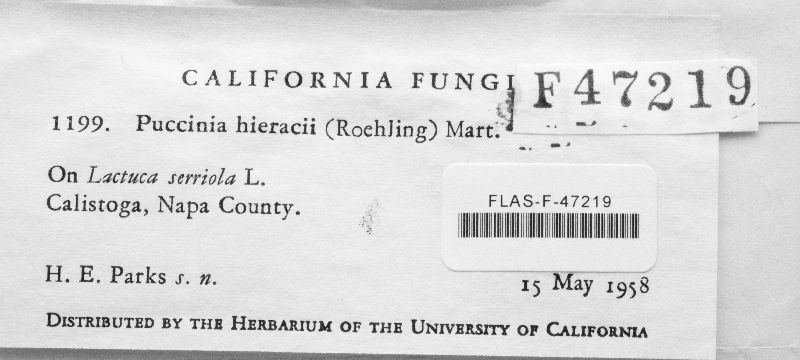 CALIFORNIA FUNGI
F47219
1199. Puccinia hieracii (Roehling) Mart.
On Lactuca serriola L.
Calistoga, Napa County.
FLAS-F-47219
H. E. Parks s. n.
15 May 1958
DISTRIBUTED BY THE HERBARIUM OF THE UNIVERSITY OF CALIFORNIA